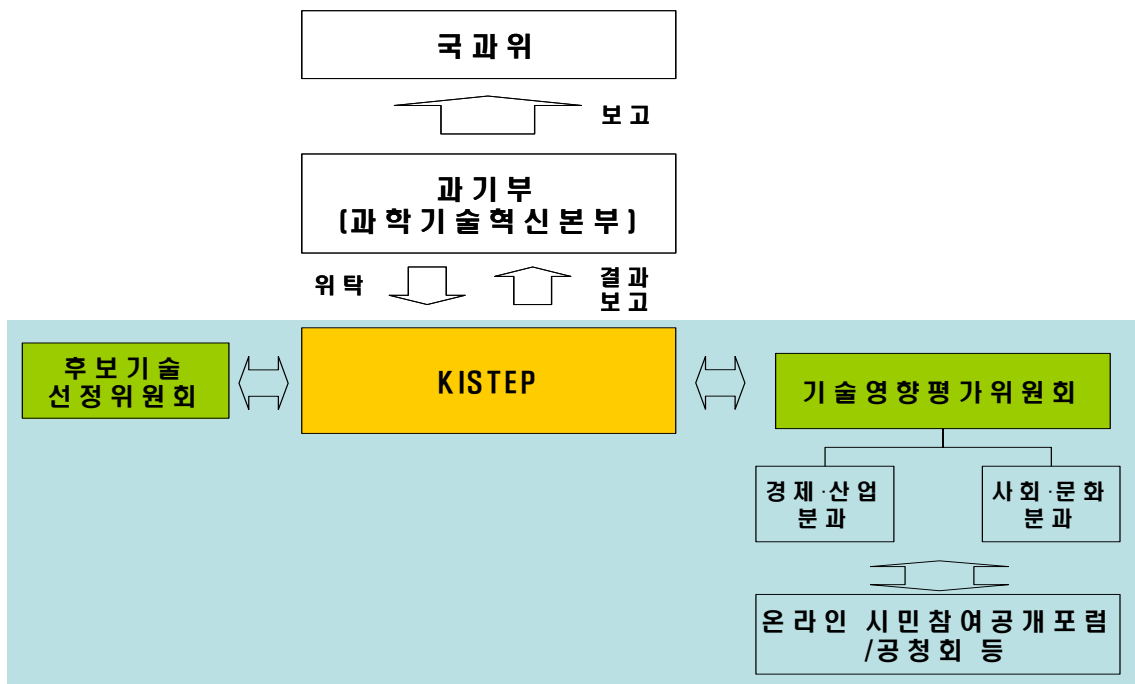 국과위
보고
과기부
(과학기술혁신본부)
위탁
결과
보고
후보기술
선정위원회
KISTEP
기술영향평가위원회
경제·산업
분과
사회·문화
분과
온라인 시민참여공개포럼
/공청회 등